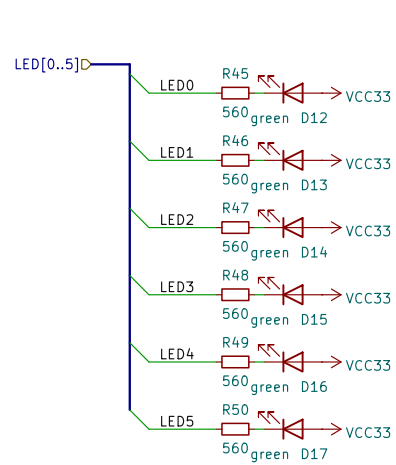 LED[0..5]
R45
LED0
VCC33
560
green D12
R46
LED1
VCC33
560
green D13
R47
LED2
VCC33
560
green D14
R48
LED3
VCC33
560
green D15
R49
LED4
VCC33
560
green D16
R50
LED5
VCC33
560
green D17